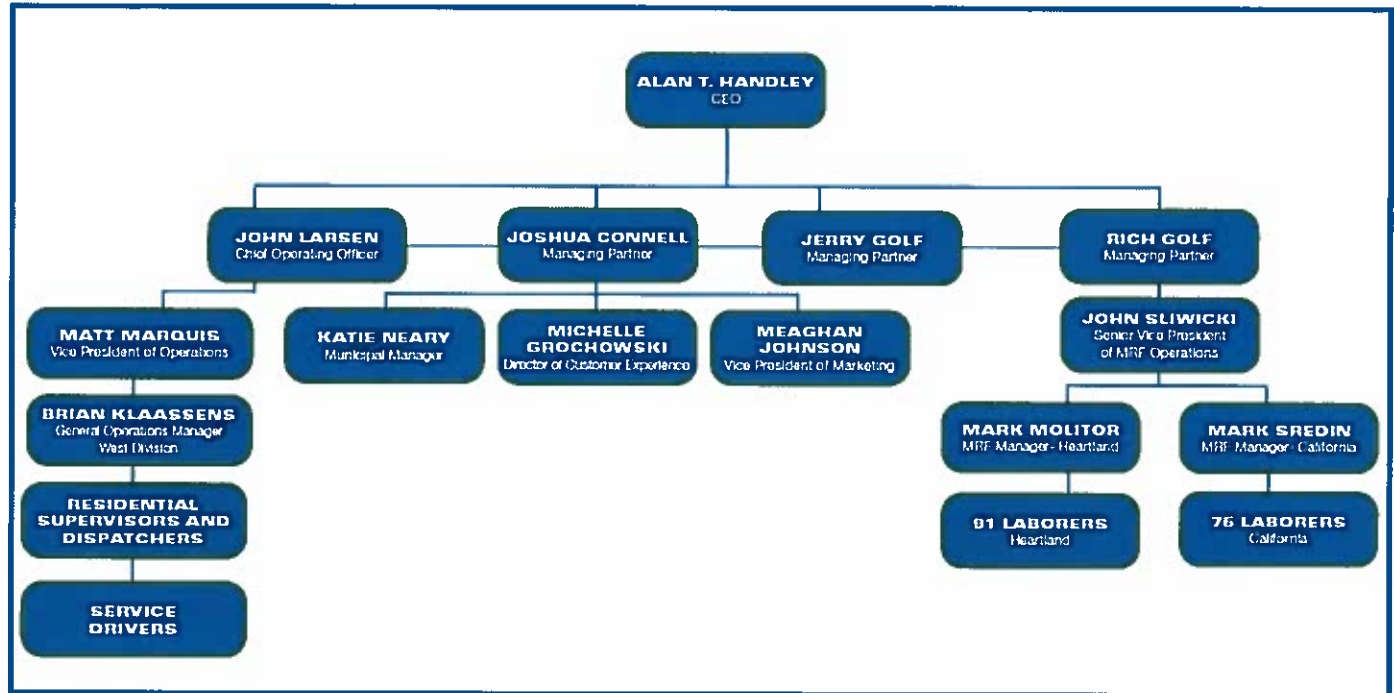 ALAN T. HANDLEY
CEO
JOHN LARSEN
Chief Operating Officer
JOSHUA CONNELL
Managing Partner
JERRY GOLF
Managing Partner
RICH GOLF
Managing Partner
MATT MARQUIS
Vice President of Operations
KATIE NEARY
Municipal Manager
MICHELLE
GROCHOWSKI
Director of Customer Experience
MEAGHAN
JOHNSON
Vice President of Marketing
JOHN SLIWICKI
Senior Vice President
of MRF Operations
BRIAN KLAASSENS
General Operations Manager
West Division
MARK MOLITOR
MRF Manager- Heartland
MARK SREDIN
MRF Manager- California
RESIDENTIAL
SUPERVISORS AND
DISPATCHERS
91 LABORERS
Heartland
76 LABORERS
California
SERVICE
DRIVERS